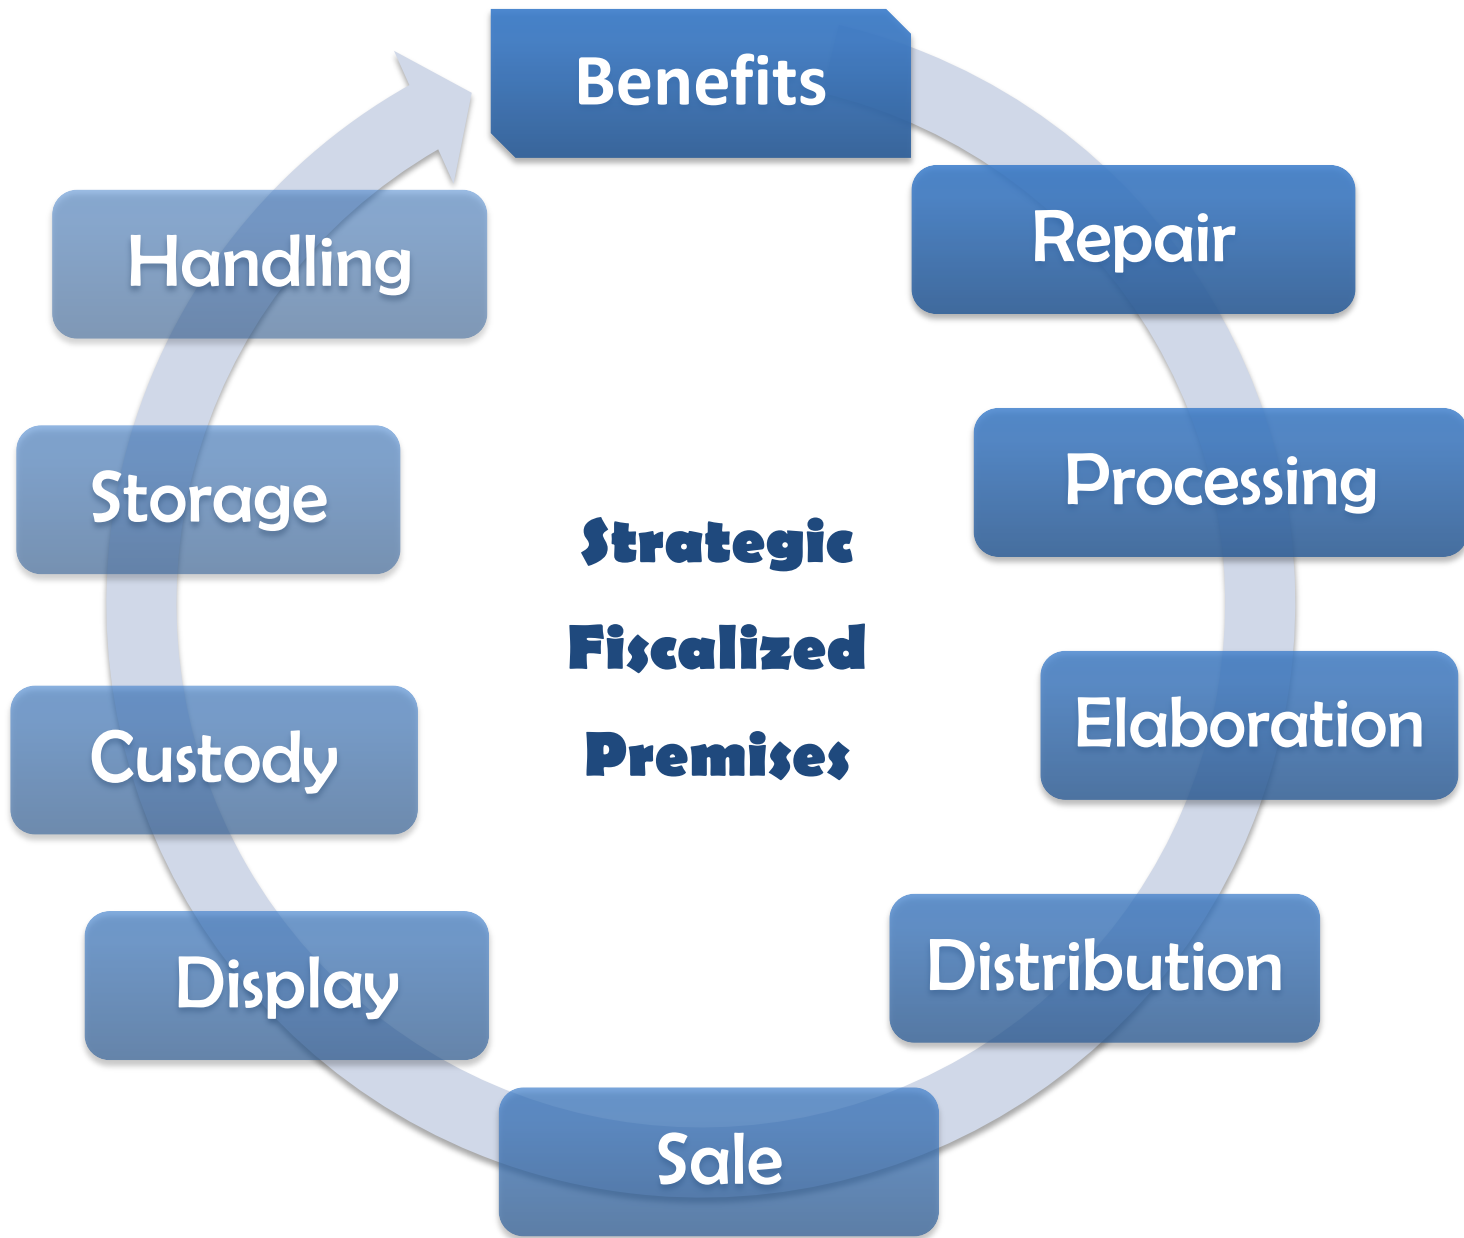 Benefits
Repair
Processing
Elaboration
Distribution
Sale
Display
Custody
Storage
Handling
Strategic
Fiscalized
Premises